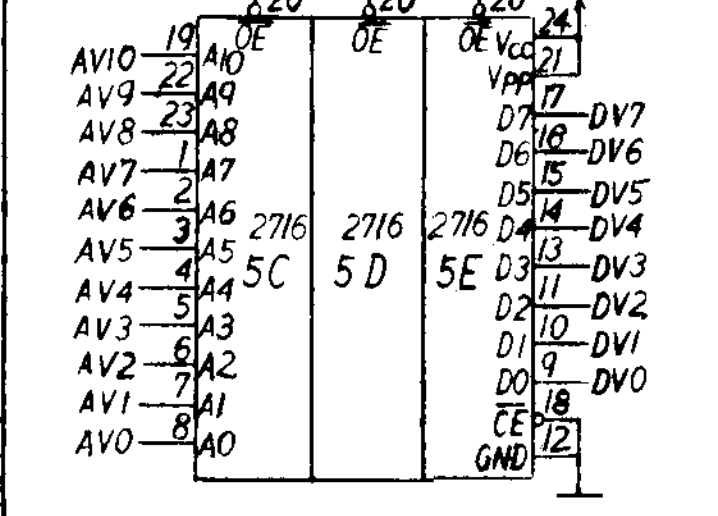 20 20 20
OE OE OE
24 Vcc
21 Vpp
AV10 19 A10
AV9 22 A9
AV8 23 A8
AV7 1 A7
AV6 2 A6
AV5 3 A5
AV4 4 A4
AV3 5 A3
AV2 6 A2
AV1 7 A1
AV0 8 A0
2716 2716 2716
5C 5D 5E
D7 17 DV7
D6 16 DV6
D5 15 DV5
D4 14 DV4
D3 13 DV3
D2 11 DV2
D1 10 DV1
D0 9 DV0
CE 18
GND 12